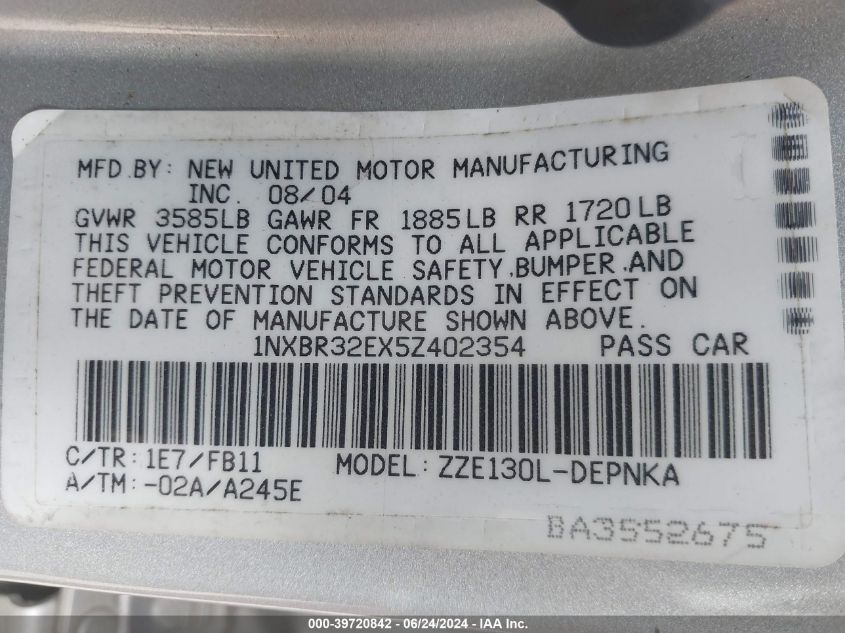 MFD.BY: NEW UNITED MOTOR MANUFACTURING
INC. 08/04
GVWR 3585LB GAWR FR 1885LB RR 1720LB
THIS VEHICLE CONFORMS TO ALL APPLICABLE
FEDERAL MOTOR VEHICLE SAFETY,BUMPER,AND
THEFT PREVENTION STANDARDS IN EFFECT ON
THE DATE OF MANUFACTURE SHOWN ABOVE.
1NXBR32EX5Z402354 PASS CAR
C/TR:1E7/FB11 MODEL:ZZE130L-DEPNKA
A/TM:-02A/A245E
BA3552675
000-39720842 / 06/24/2024 / IAA Inc.